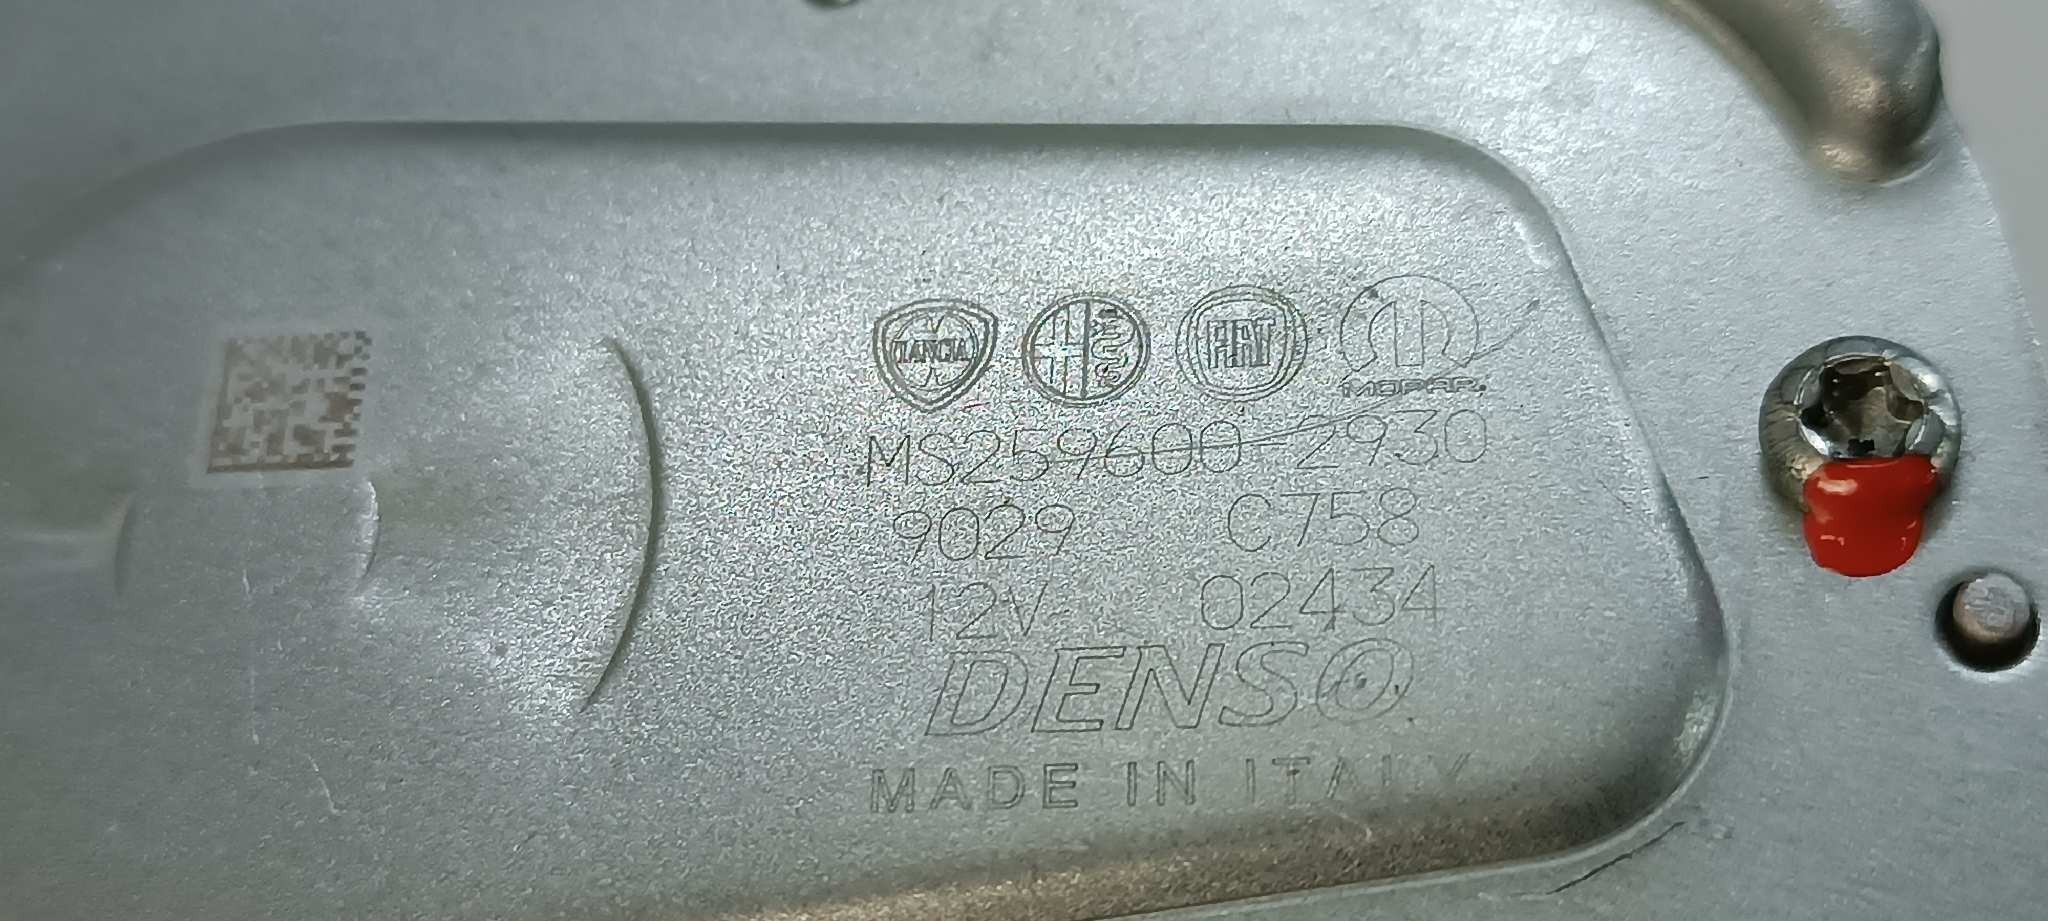 LANCIA FIAT MOPAR.
MS259600-2930
9029 C758
12V 02434
DENSO
MADE IN ITALY